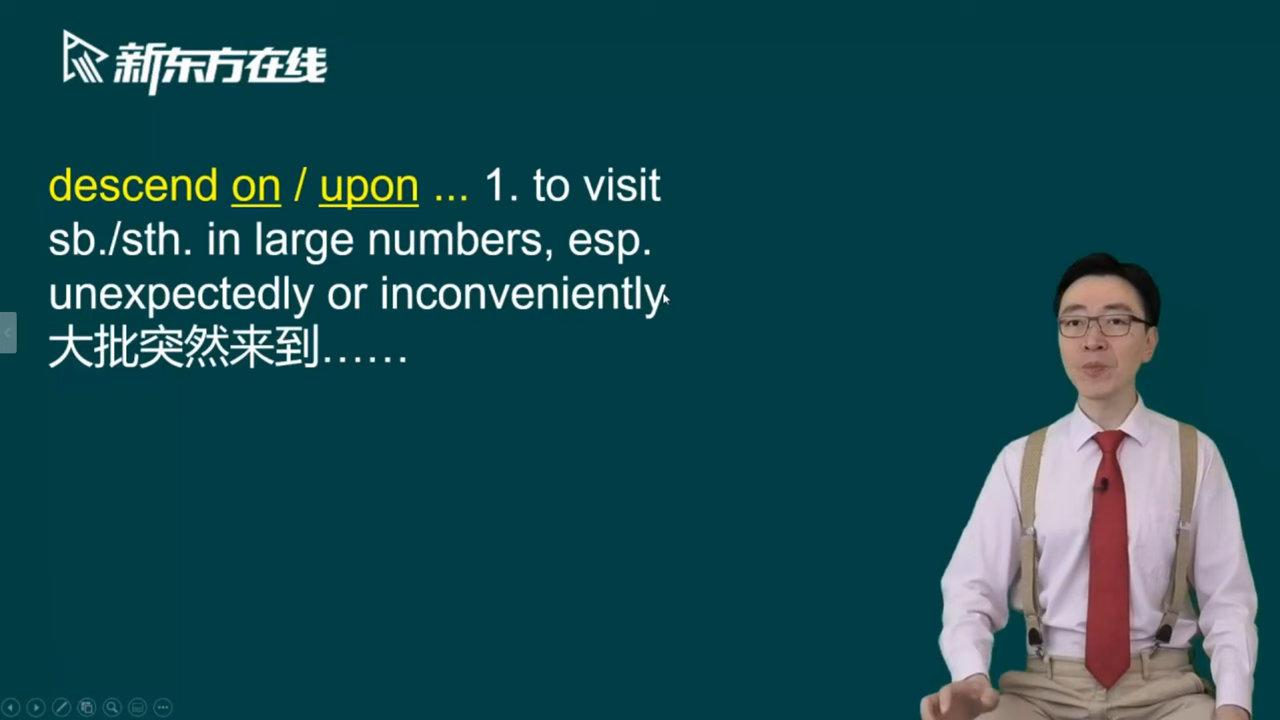 新东方在线
descend on / upon ... 1. to visit
sb./sth. in large numbers, esp.
unexpectedly or inconveniently
大批突然来到……